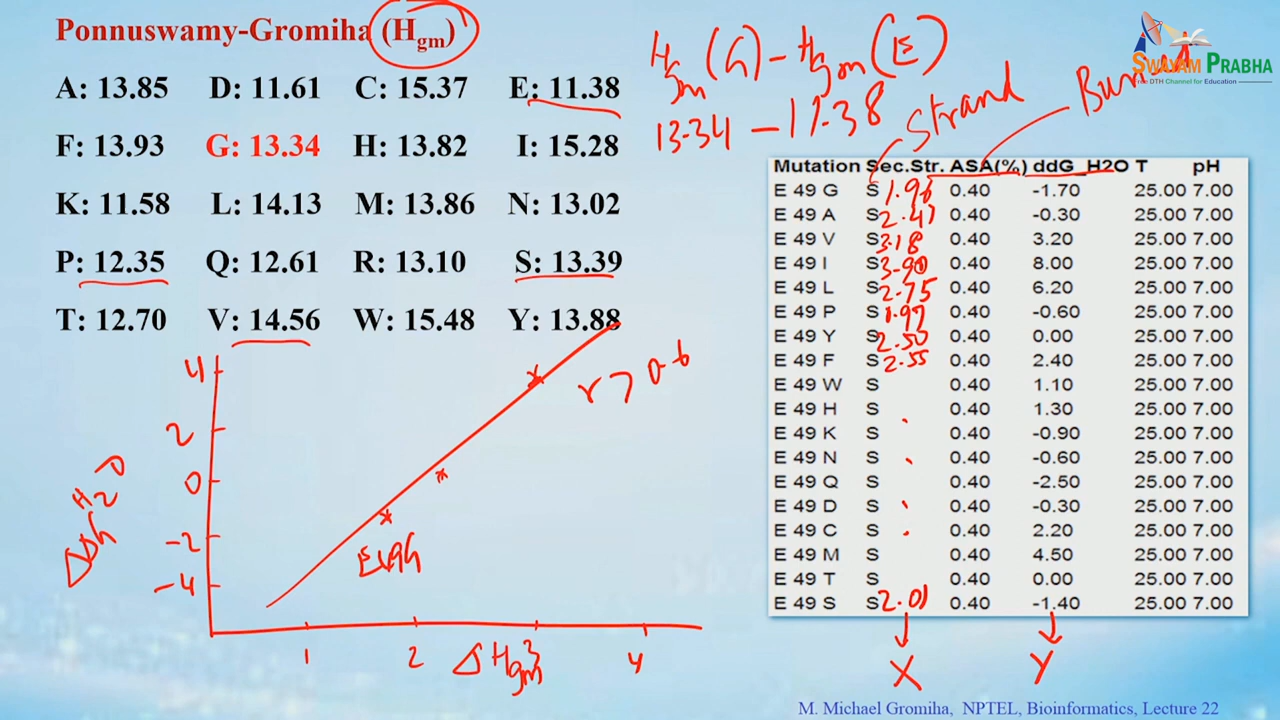 Ponnuswamy-Gromiha (Hgm)
A: 13.85 D: 11.61 C: 15.37 E: 11.38
F: 13.93 G: 13.34 H: 13.82 I: 15.28
K: 11.58 L: 14.13 M: 13.86 N: 13.02
P: 12.35 Q: 12.61 R: 13.10 S: 13.39
T: 12.70 V: 14.56 W: 15.48 Y: 13.88
Hgm (G) - Hgm (E)
13.34 - 11.38
Strand
Buried
SWAYAM PRABHA
Free DTH Channel for Education
Mutation Sec.Str. ASA(%) ddG_H2O T pH
E 49 G S 1.96 0.40 -1.70 25.00 7.00
E 49 A S 2.47 0.40 -0.30 25.00 7.00
E 49 V S 3.18 0.40 3.20 25.00 7.00
E 49 I S 3.90 0.40 8.00 25.00 7.00
E 49 L S 2.75 0.40 6.20 25.00 7.00
E 49 P S 1.97 0.40 -0.60 25.00 7.00
E 49 Y S 2.50 0.40 0.00 25.00 7.00
E 49 F S 2.55 0.40 2.40 25.00 7.00
E 49 W S 0.40 1.10 25.00 7.00
E 49 H S 0.40 1.30 25.00 7.00
E 49 K S 0.40 -0.90 25.00 7.00
E 49 N S 0.40 -0.60 25.00 7.00
E 49 Q S 0.40 -2.50 25.00 7.00
E 49 D S 0.40 -0.30 25.00 7.00
E 49 C S 0.40 2.20 25.00 7.00
E 49 M S 0.40 4.50 25.00 7.00
E 49 T S 0.40 0.00 25.00 7.00
E 49 S S 2.01 0.40 -1.40 25.00 7.00
X Y
4
2
0
-2
-4
ΔΔG H2O
E49G
r > 0.6
1 2 3 4
ΔHgm
M. Michael Gromiha, NPTEL, Bioinformatics, Lecture 22